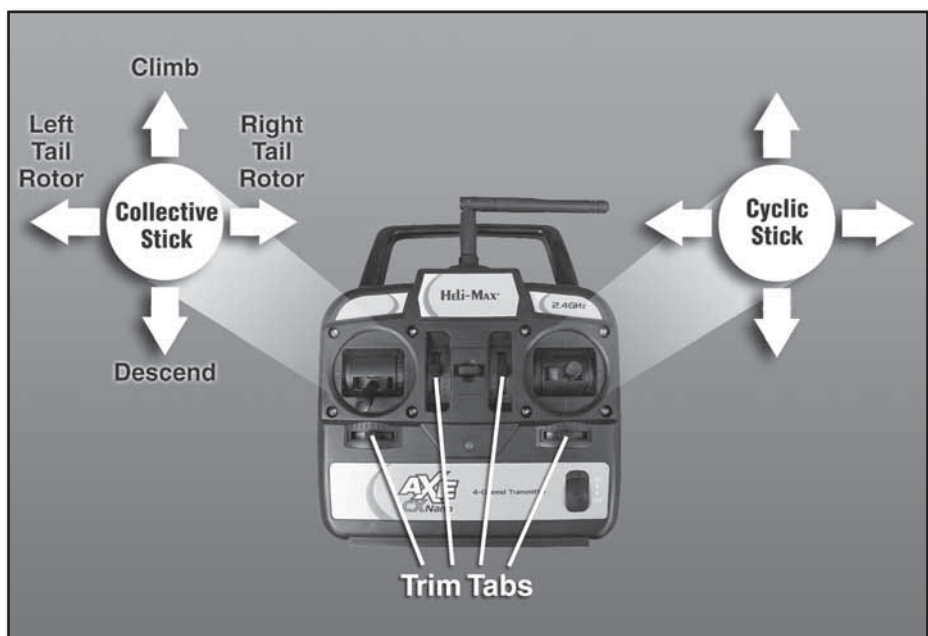 Climb
Left
Tail
Rotor
Right
Tail
Rotor
Collective
Stick
Descend
Cyclic
Stick
Heli-Max
2.4GHz
AXE
CX Nano
4-Channel Transmitter
Trim Tabs